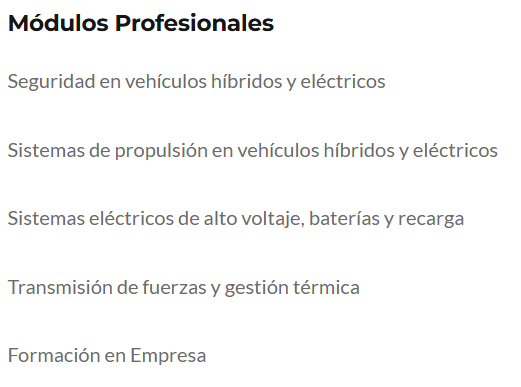 Módulos Profesionales
Seguridad en vehículos híbridos y eléctricos
Sistemas de propulsión en vehículos híbridos y eléctricos
Sistemas eléctricos de alto voltaje, baterías y recarga
Transmisión de fuerzas y gestión térmica
Formación en Empresa